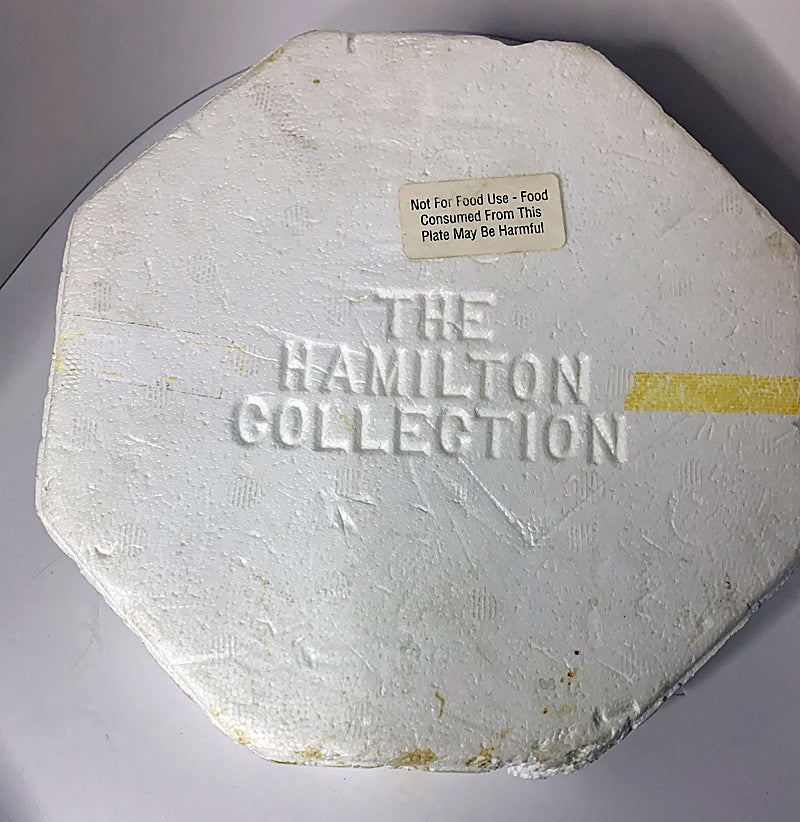 Not For Food Use - Food
Consumed From This
Plate May Be Harmful
THE
HAMILTON
COLLECTION